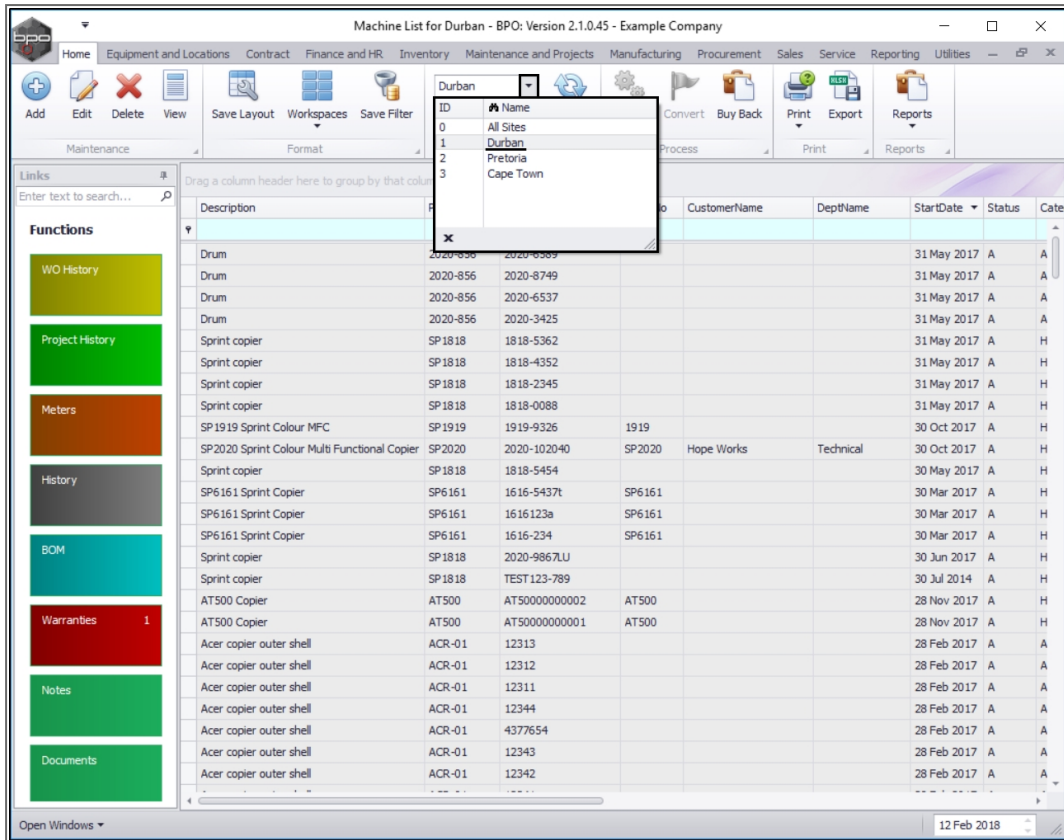 Machine List for Durban - BPO: Version 2.1.0.45 - Example Company
bpo
Home Equipment and Locations Contract Finance and HR Inventory Maintenance and Projects Manufacturing Procurement Sales Service Reporting Utilities
Durban
Add Edit Delete View Save Layout Workspaces Save Filter Convert Buy Back Print Export Reports
Maintenance Format Process Print Reports
ID Name
0 All Sites
1 Durban
2 Pretoria
3 Cape Town
Links
Enter text to search...
Functions
WO History
Project History
Meters
History
BOM
Warranties 1
Notes
Documents
Drag a column header here to group by that
Description CustomerName DeptName StartDate Status
Drum 2020-856 2020-6589 31 May 2017 A A
Drum 2020-856 2020-8749 31 May 2017 A A
Drum 2020-856 2020-6537 31 May 2017 A A
Drum 2020-856 2020-3425 31 May 2017 A A
Sprint copier SP1818 1818-5362 31 May 2017 A H
Sprint copier SP1818 1818-4352 31 May 2017 A H
Sprint copier SP1818 1818-2345 31 May 2017 A H
Sprint copier SP1818 1818-0088 31 May 2017 A H
SP1919 Sprint Colour MFC SP1919 1919-9326 1919 30 Oct 2017 A H
SP2020 Sprint Colour Multi Functional Copier SP2020 2020-102040 SP2020 Hope Works Technical 30 Oct 2017 A H
Sprint copier SP1818 1818-5454 30 May 2017 A H
SP6161 Sprint Copier SP6161 1616-5437t SP6161 30 Mar 2017 A H
SP6161 Sprint Copier SP6161 1616123a SP6161 30 Mar 2017 A H
SP6161 Sprint Copier SP6161 1616-234 SP6161 30 Mar 2017 A H
Sprint copier SP1818 2020-9867LU 30 Jun 2017 A H
Sprint copier SP1818 TEST123-789 30 Jul 2014 A H
AT500 Copier AT500 AT50000000002 AT500 28 Nov 2017 A H
AT500 Copier AT500 AT50000000001 AT500 28 Nov 2017 A H
Acer copier outer shell ACR-01 12313 28 Feb 2017 A A
Acer copier outer shell ACR-01 12312 28 Feb 2017 A A
Acer copier outer shell ACR-01 12311 28 Feb 2017 A A
Acer copier outer shell ACR-01 12344 28 Feb 2017 A A
Acer copier outer shell ACR-01 4377654 28 Feb 2017 A A
Acer copier outer shell ACR-01 12343 28 Feb 2017 A A
Acer copier outer shell ACR-01 12342 28 Feb 2017 A A
Open Windows 12 Feb 2018